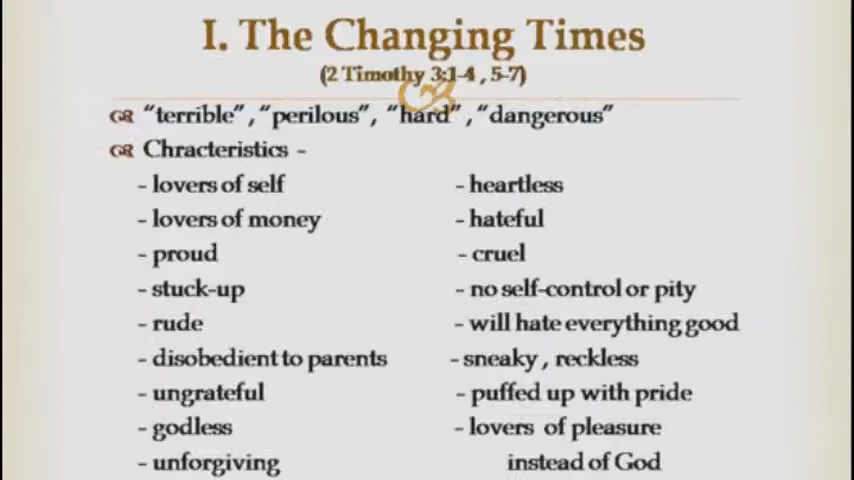 I. The Changing Times
(2 Timothy 3:1-4 , 5-7)
"terrible" , "perilous" , "hard" , "dangerous"
Chracteristics -
- lovers of self
- lovers of money
- proud
- stuck-up
- rude
- disobedient to parents
- ungrateful
- godless
- unforgiving
- heartless
- hateful
- cruel
- no self-control or pity
- will hate everything good
- sneaky , reckless
- puffed up with pride
- lovers of pleasure
instead of God